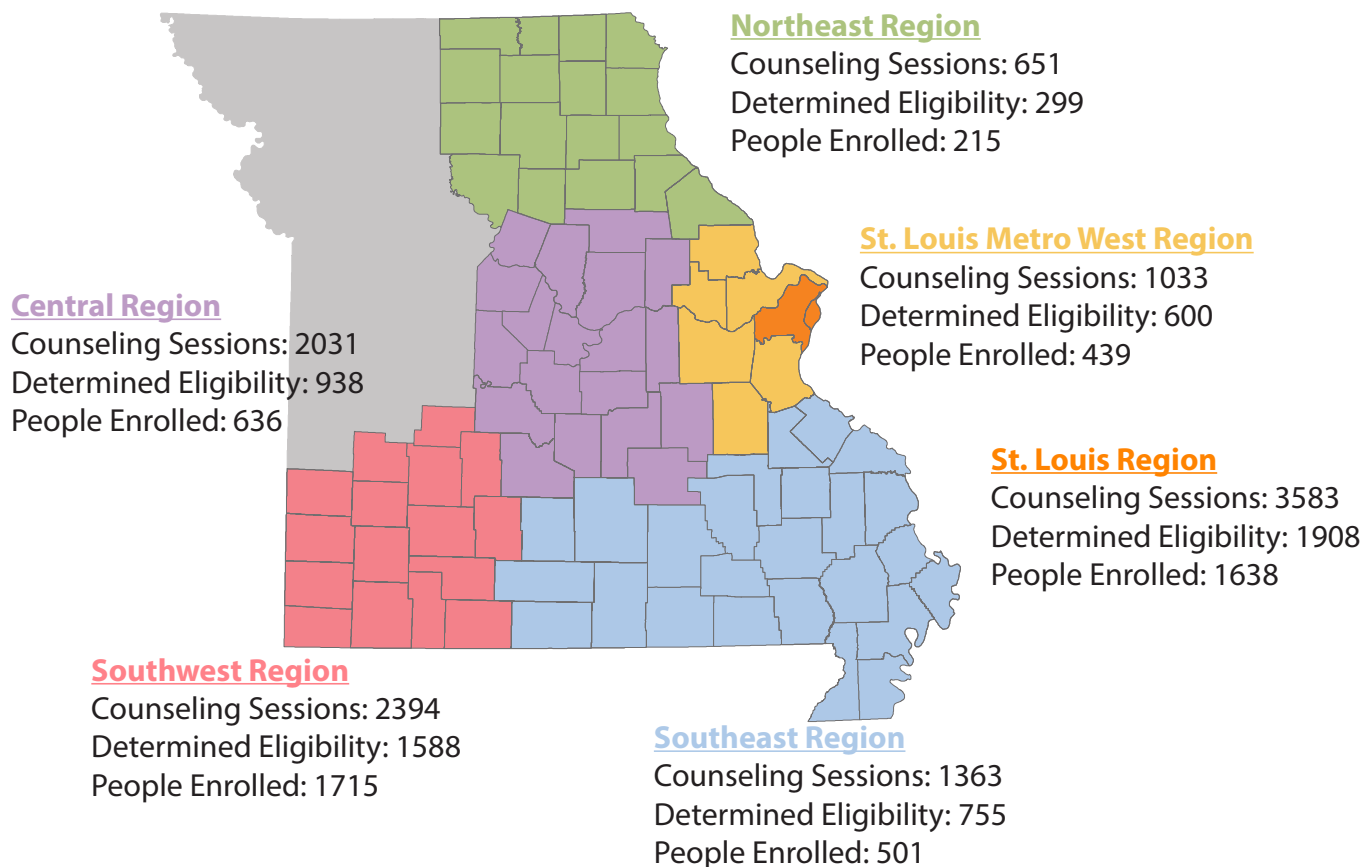 Northeast Region
Counseling Sessions: 651
Determined Eligibility: 299
People Enrolled: 215
St. Louis Metro West Region
Counseling Sessions: 1033
Determined Eligibility: 600
People Enrolled: 439
Central Region
Counseling Sessions: 2031
Determined Eligibility: 938
People Enrolled: 636
St. Louis Region
Counseling Sessions: 3583
Determined Eligibility: 1908
People Enrolled: 1638
Southwest Region
Counseling Sessions: 2394
Determined Eligibility: 1588
People Enrolled: 1715
Southeast Region
Counseling Sessions: 1363
Determined Eligibility: 755
People Enrolled: 501